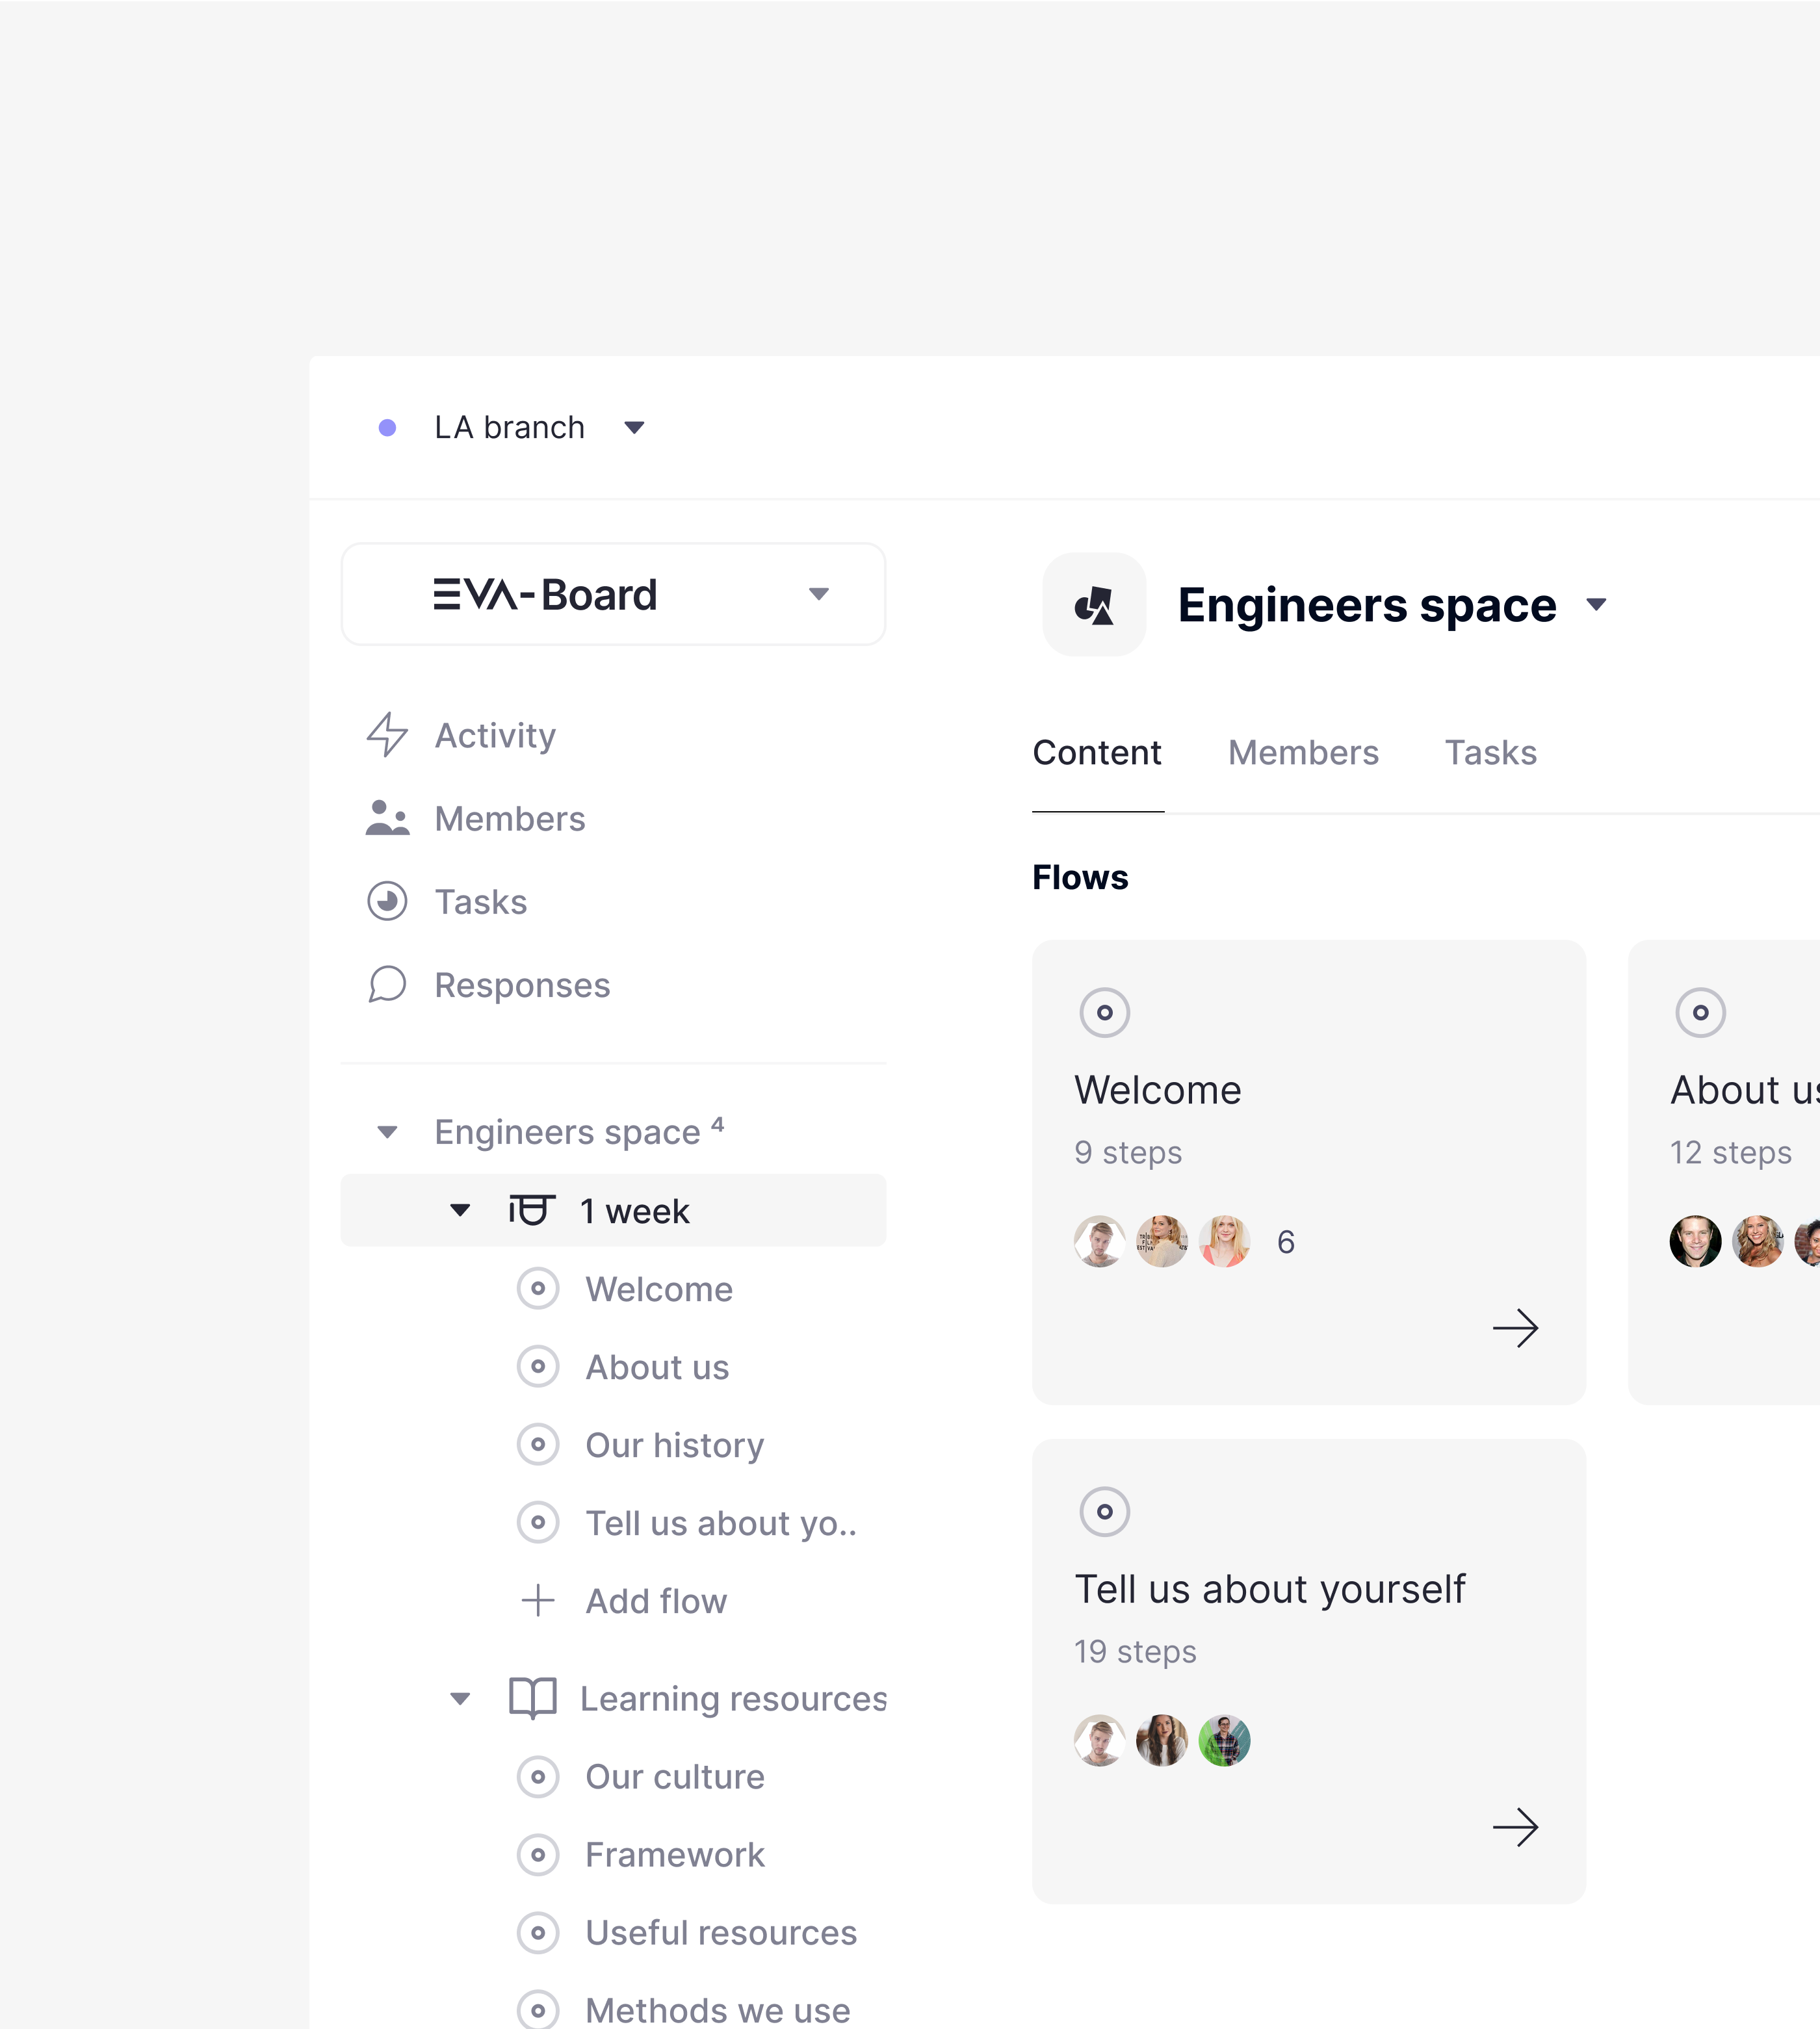 LA branch
EVA-Board
Engineers space
Activity
Members
Tasks
Responses
Content Members Tasks
Flows
Engineers space ⁴
1 week
Welcome
About us
Our history
Tell us about yo..
Add flow
Learning resources
Our culture
Framework
Useful resources
Methods we use
Welcome
9 steps
6
About us
12 steps
Tell us about yourself
19 steps